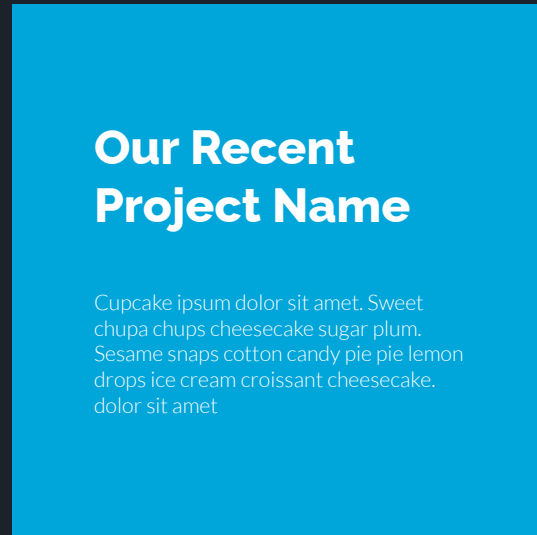 Our Recent
Project Name
Cupcake ipsum dolor sit amet. Sweet
chupa chups cheesecake sugar plum.
Sesame snaps cotton candy pie pie lemon
drops ice cream croissant cheesecake.
dolor sit amet